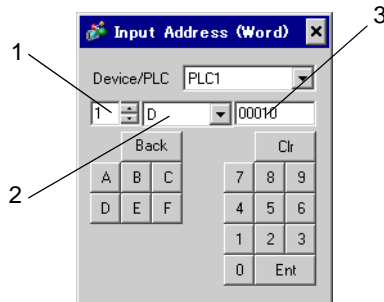 1
3
Input Address (Word)
Device/PLC PLC1
1 D 00010
2
Back Clr
A B C 7 8 9
D E F 4 5 6
1 2 3
0 Ent